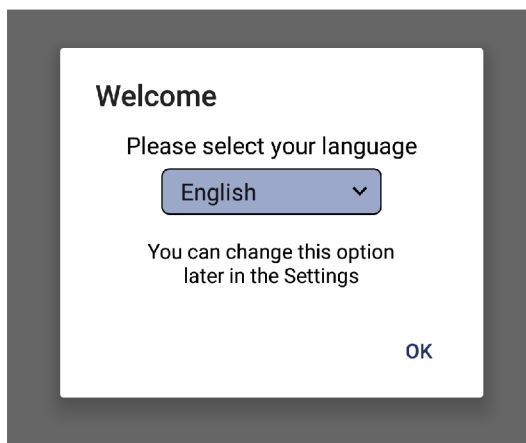 Welcome
Please select your language
English
You can change this option
later in the Settings
OK